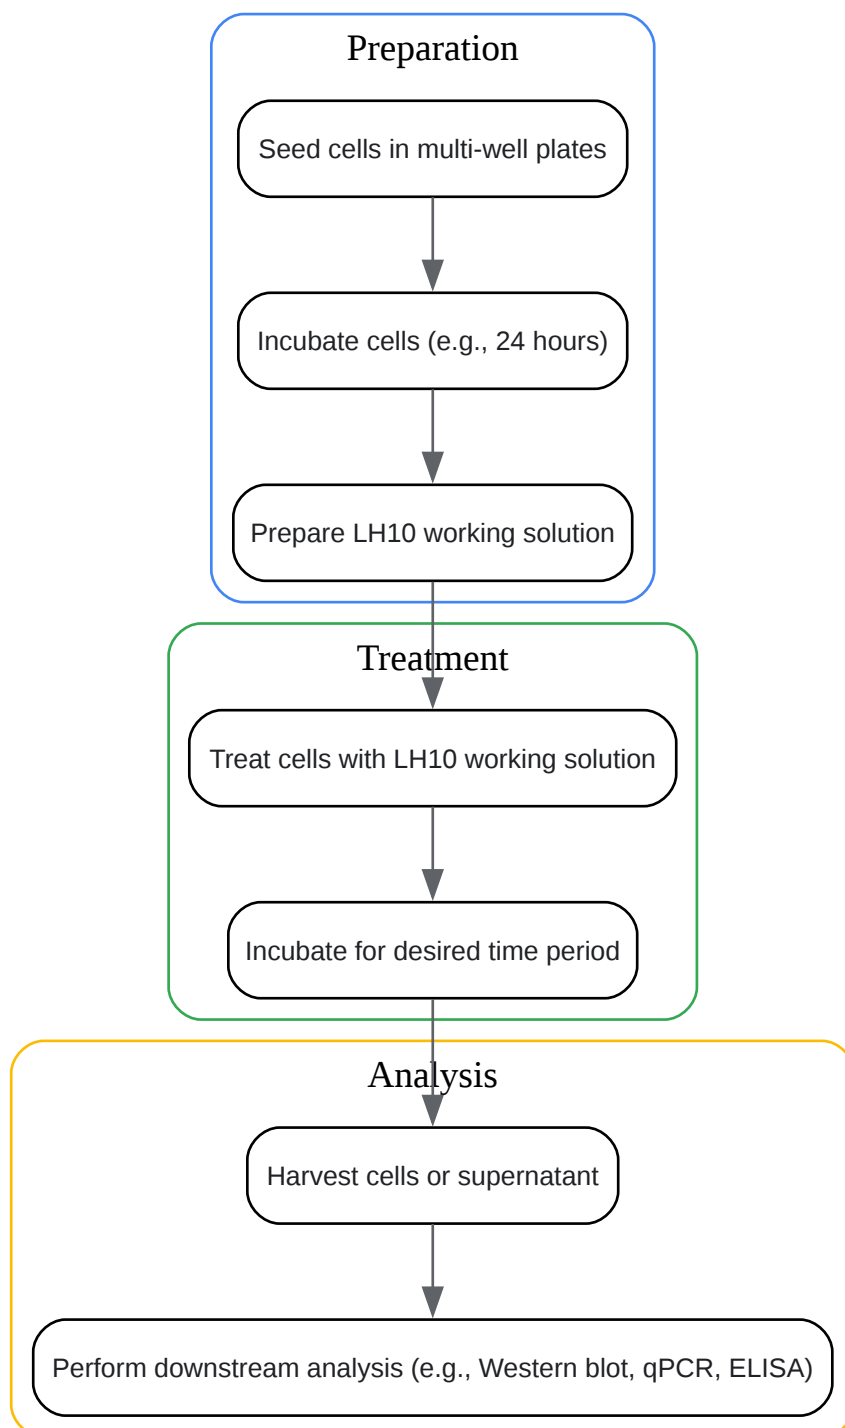 Preparation
Seed cells in multi-well plates
Incubate cells (e.g., 24 hours)
Prepare LH10 working solution
Treatment
Treat cells with LH10 working solution
Incubate for desired time period
Analysis
Harvest cells or supernatant
Perform downstream analysis (e.g., Western blot, qPCR, ELISA)